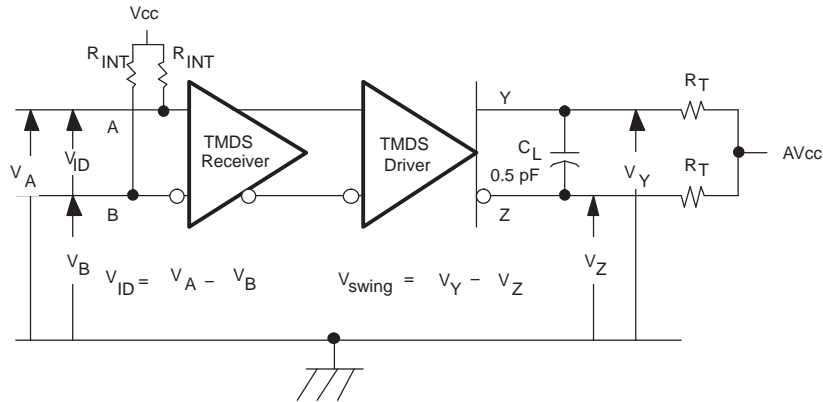 Vcc
RINT RINT
Y
RT
A
TMDS
Receiver
TMDS
Driver
CL
0.5 pF
AVcc
VA
VID
VY
RT
B
Z
VB
VZ
VID = VA − VB
Vswing = VY − VZ